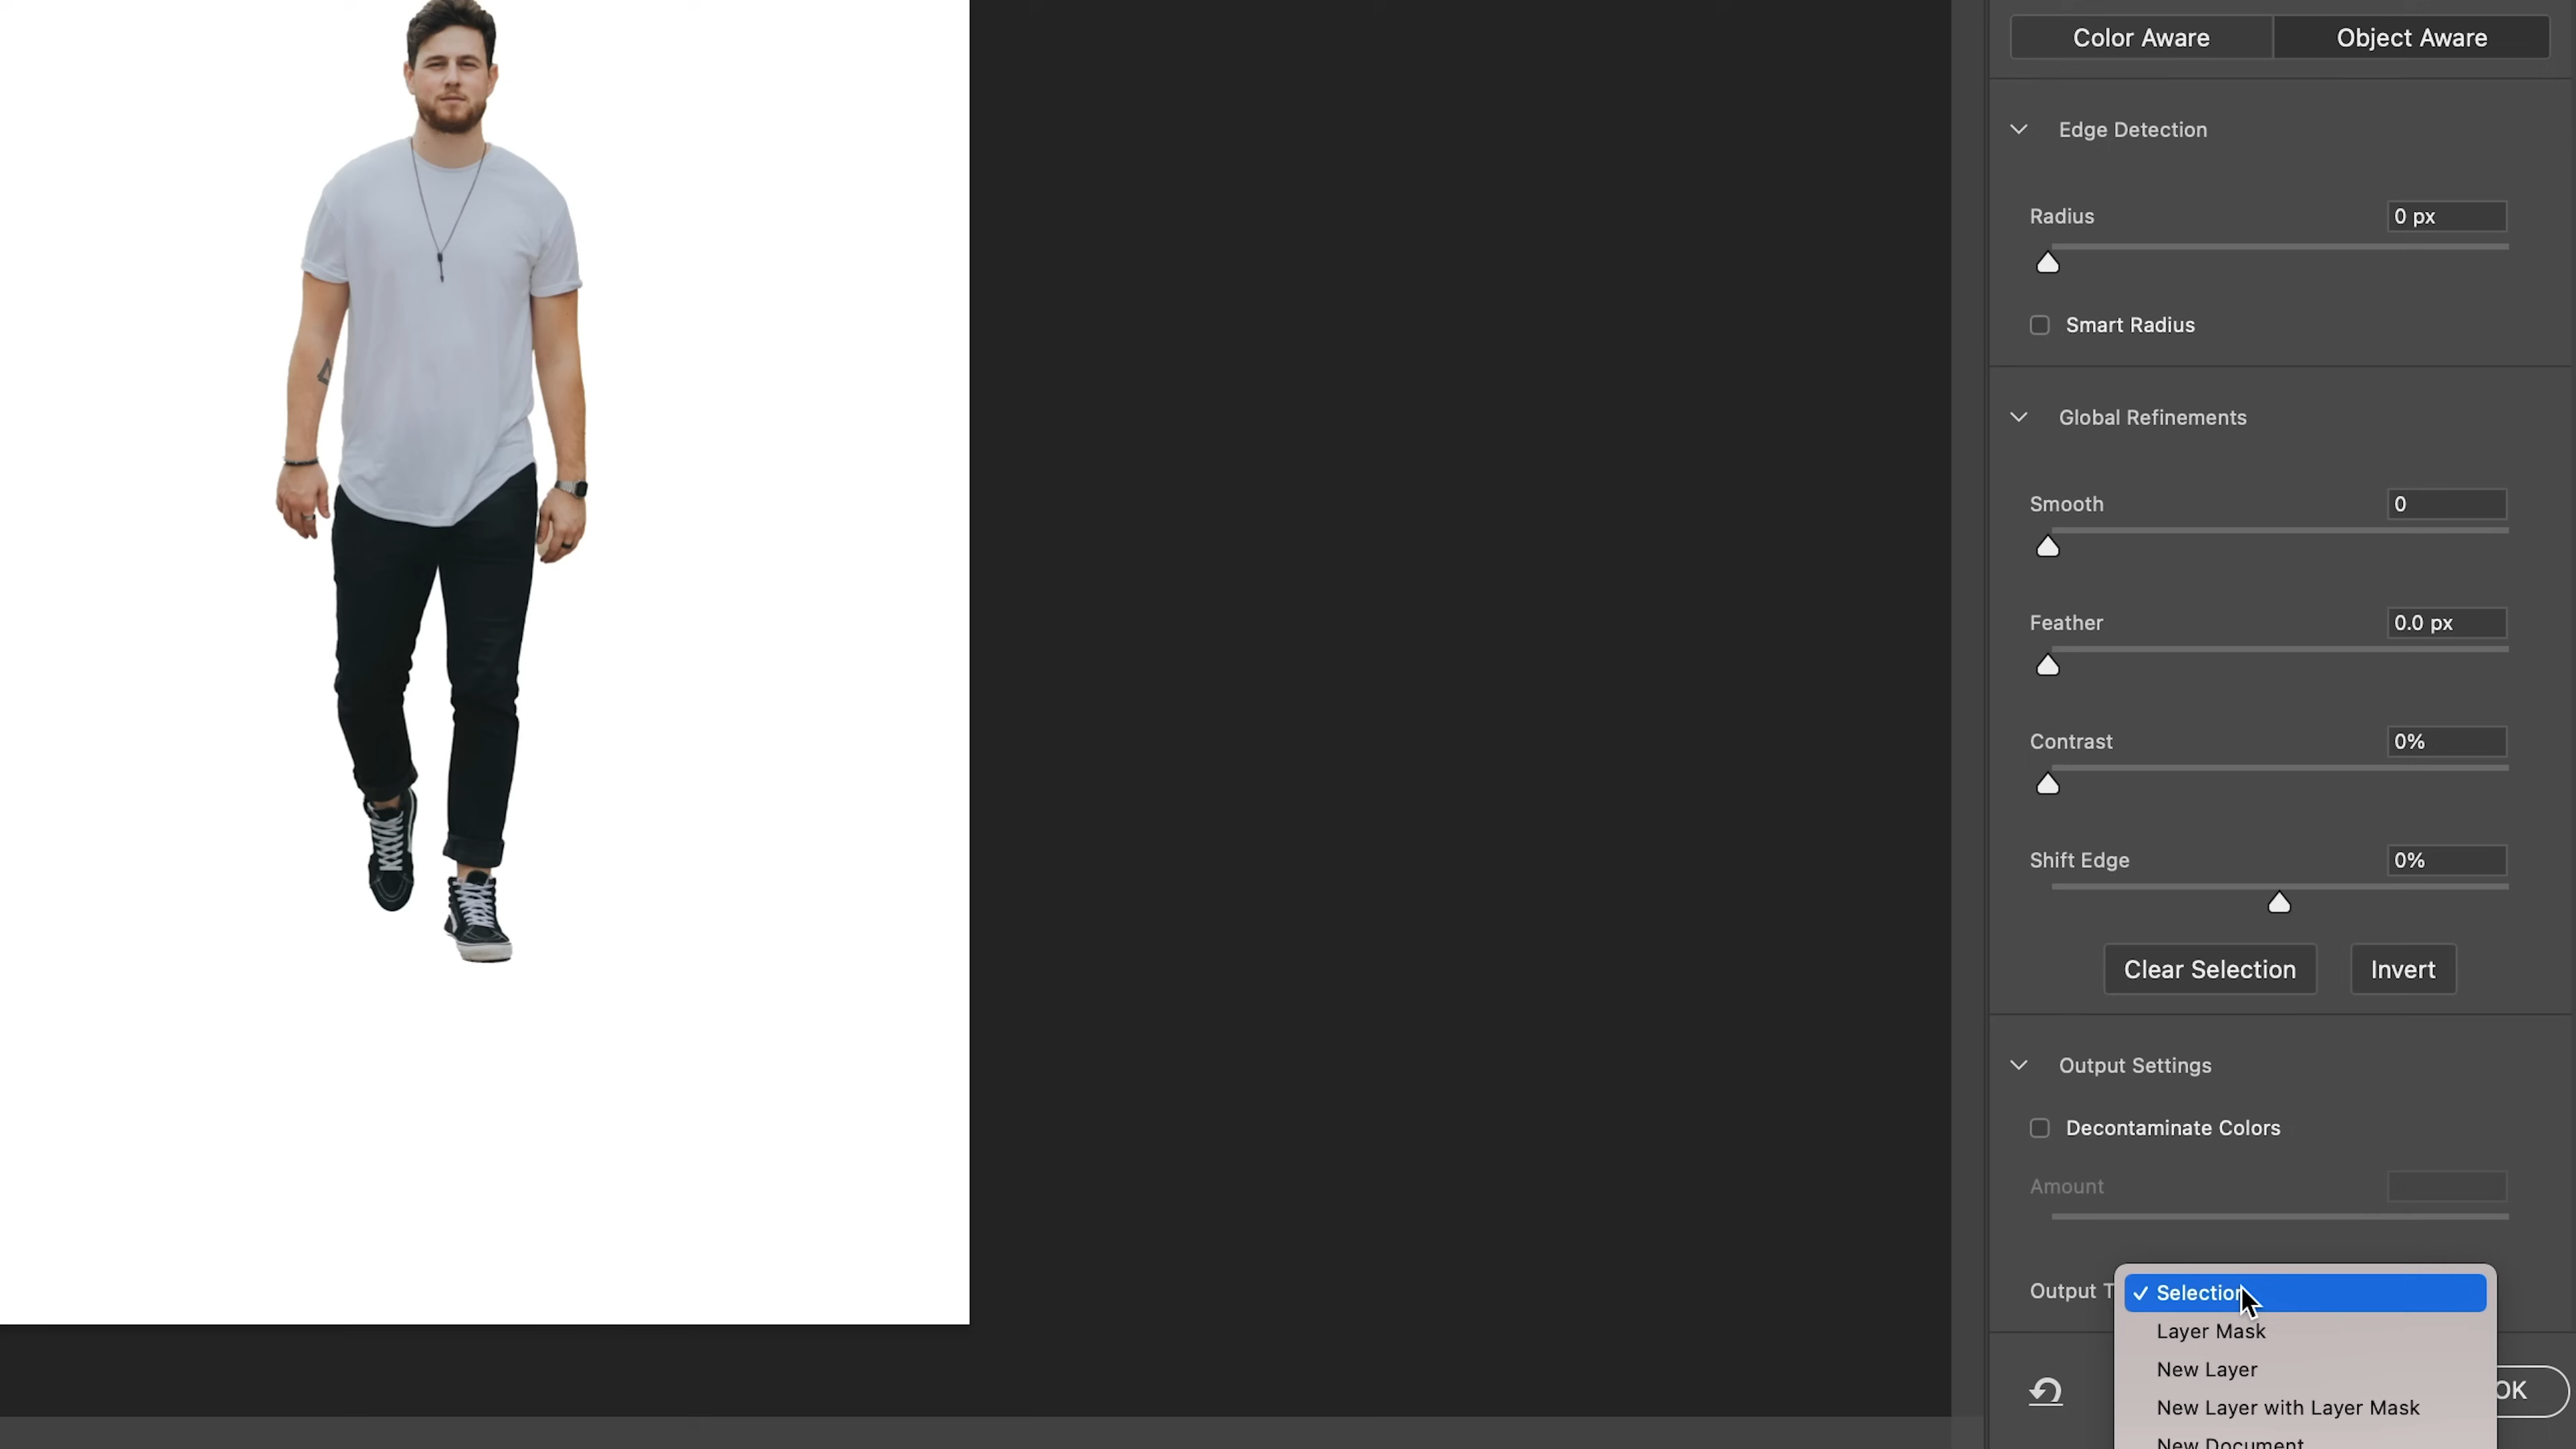 Color Aware
Object Aware
Edge Detection
Radius
0 px
Smart Radius
Global Refinements
Smooth
0
Feather
0.0 px
Contrast
0%
Shift Edge
0%
Clear Selection
Invert
Output Settings
Decontaminate Colors
Amount
Output T
✓ Selection
Layer Mask
New Layer
OK
New Layer with Layer Mask
New Document